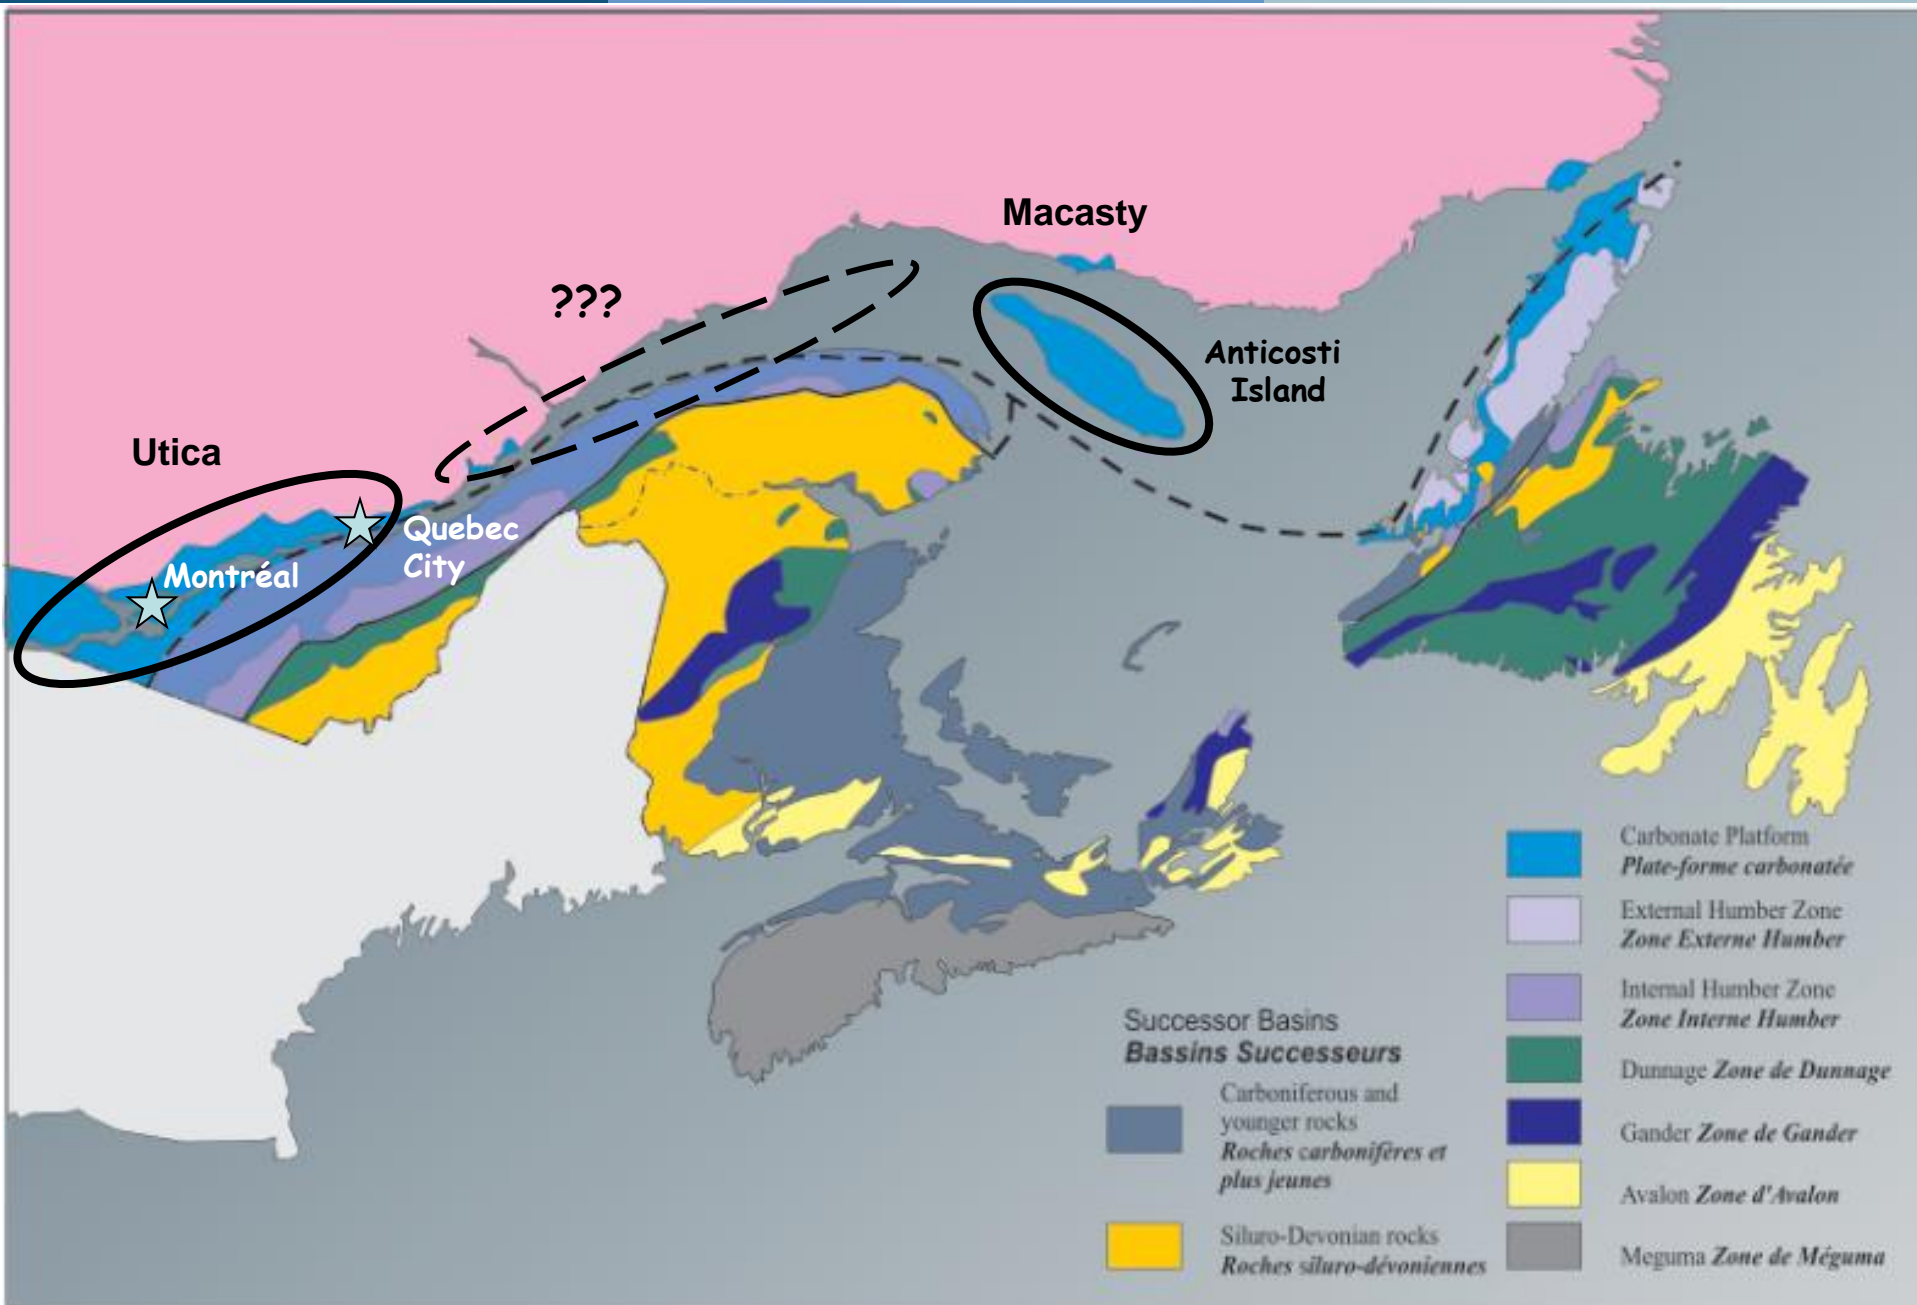 Macasty
???
Anticosti
Island
Utica
Quebec
City
Montréal
Carbonate Platform
Plate-forme carbonatée
External Humber Zone
Zone Externe Humber
Internal Humber Zone
Zone Interne Humber
Dunnage Zone de Dunnage
Gander Zone de Gander
Avalon Zone d'Avalon
Meguma Zone de Méguma
Successor Basins
Bassins Successeurs
Carboniferous and
younger rocks
Roches carbonifères et
plus jeunes
Siluro-Devonian rocks
Roches siluro-dévoniennes